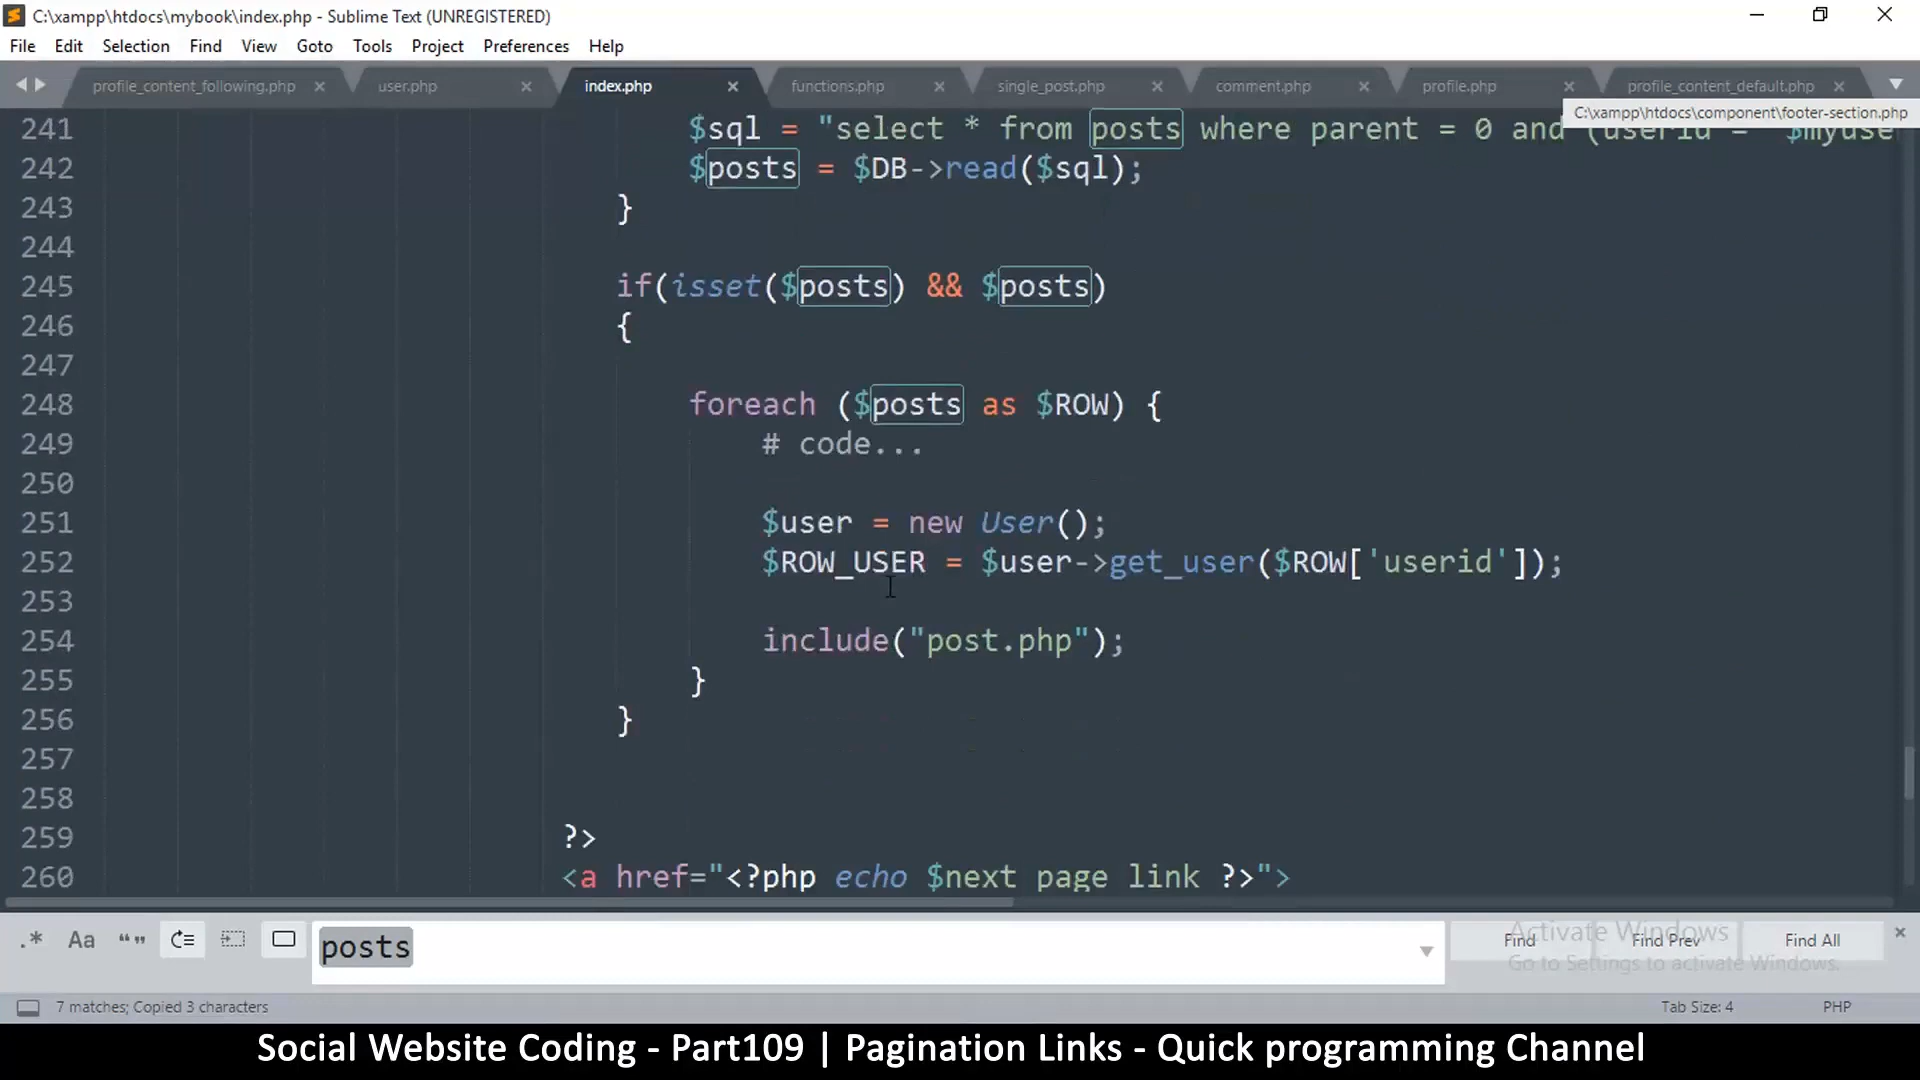 C:\xampp\htdocs\mybook\index.php - Sublime Text (UNREGISTERED)
File Edit Selection Find View Goto Tools Project Preferences Help
profile_content_following.php user.php index.php functions.php single_post.php comment.php profile.php profile_content_default.php
C:\xampp\htdocs\component\footer-section.php
241 $sql = "select * from posts where parent = 0 and (userid = '$myuse
242 $posts = $DB->read($sql);
243 }
244
245 if(isset($posts) && $posts)
246 {
247
248 foreach ($posts as $ROW) {
249 # code...
250
251 $user = new User();
252 $ROW_USER = $user->get_user($ROW['userid']);
253
254 include("post.php");
255 }
256 }
257
258
259 ?>
260 <a href="<?php echo $next page link ?>">
.* Aa “” posts Find Find Prev Find All
Activate Windows
Go to Settings to activate Windows.
7 matches; Copied 3 characters Tab Size: 4 PHP
Social Website Coding - Part109 | Pagination Links - Quick programming Channel